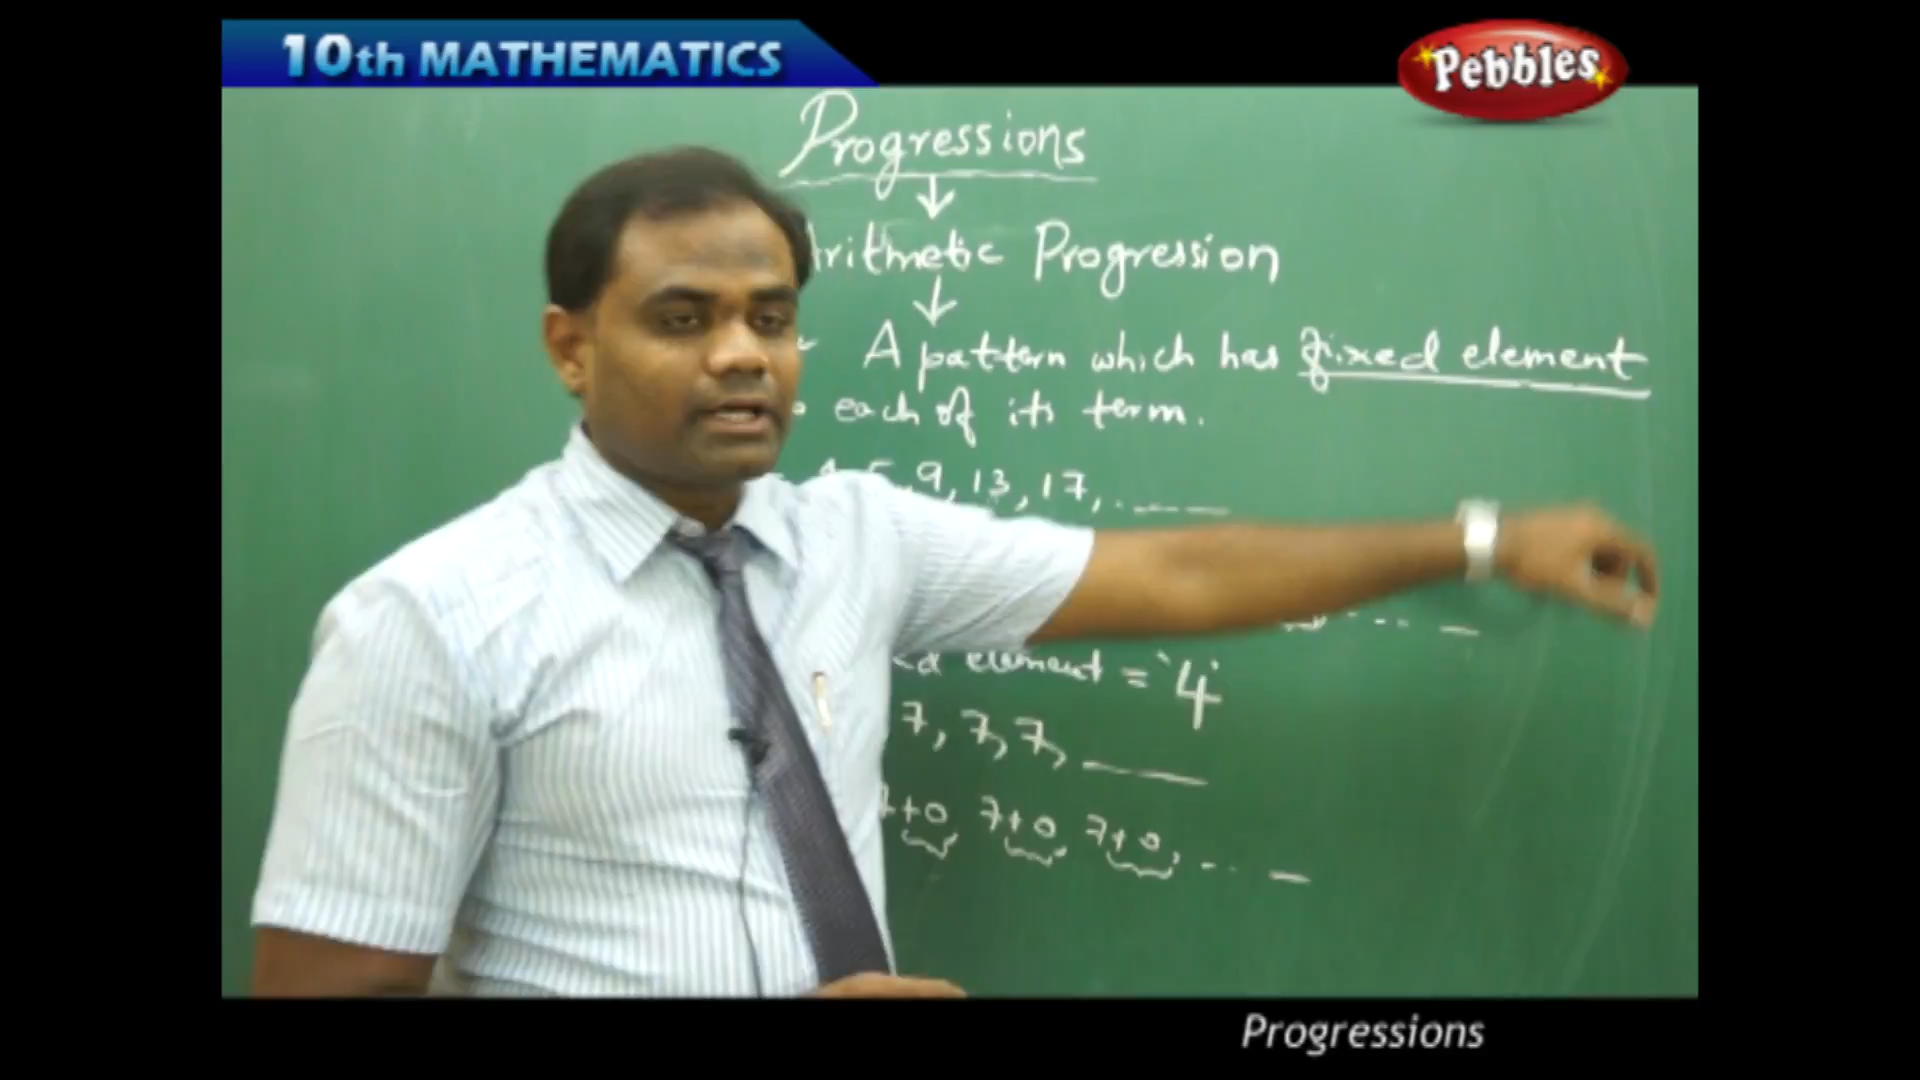 10th MATHEMATICS
Pebbles
Progressions
Arithmetic Progression
A pattern which has fixed element
each of its term.
9, 13, 17, . — —
element = '4'
7, 7, 7, ——
7+0, 7+0, 7+0, .. —
Progressions